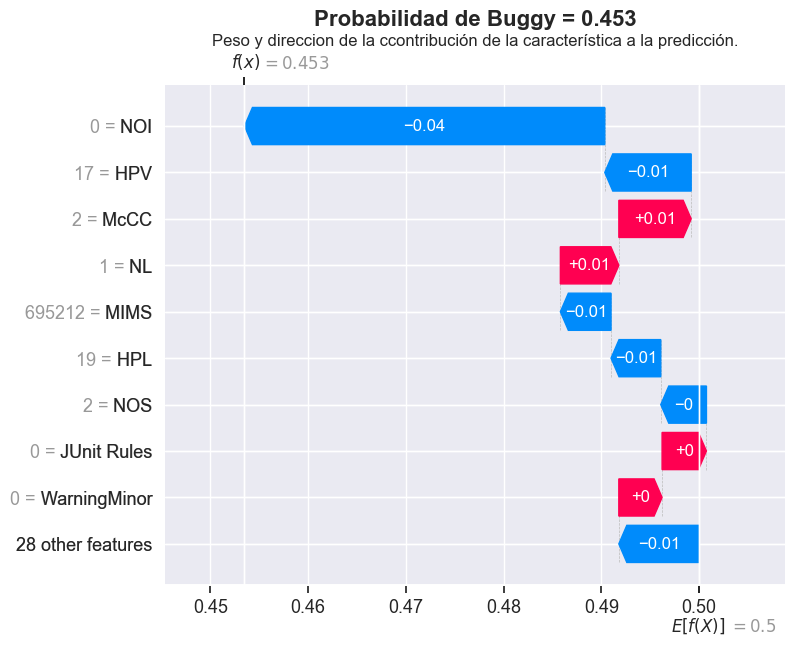 Probabilidad de Buggy = 0.453
Peso y direccion de la ccontribución de la característica a la predicción.
f(x) = 0.453
0 = NOI −0.04
17 = HPV −0.01
2 = McCC +0.01
1 = NL +0.01
695212 = MIMS −0.01
19 = HPL −0.01
2 = NOS −0
0 = JUnit Rules +0
0 = WarningMinor +0
28 other features −0.01
0.45 0.46 0.47 0.48 0.49 0.50
E[f(X)] = 0.5